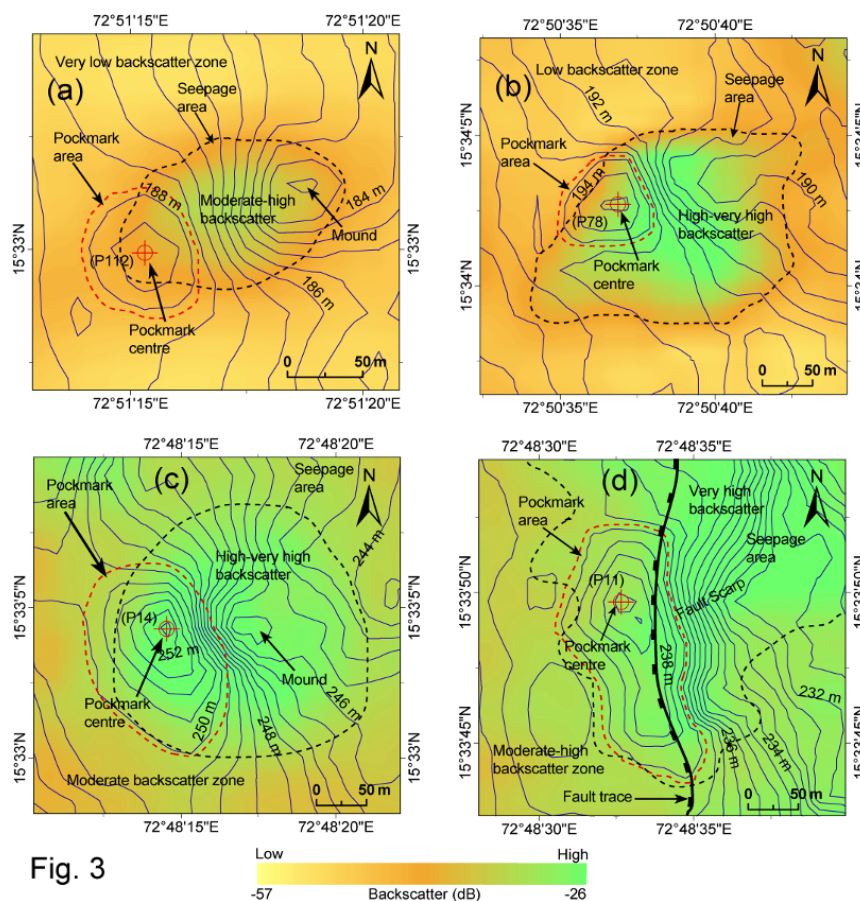 72°51'15"E
72°51'20"E
Very low backscatter zone
N
(a)
Seepage
area
Pockmark
area
188 m
Moderate-high
backscatter
184 m
Mound
(P112)
186 m
Pockmark
centre
0 50 m
15°33'N
72°51'15"E
72°51'20"E
72°50'35"E
72°50'40"E
Low backscatter zone
N
(b)
192 m
Seepage
area
Pockmark
area
194 m
190 m
(P78)
High-very high
backscatter
Pockmark
centre
0 50 m
15°34'5"N
15°34'5"N
15°34'N
15°34'N
72°50'35"E
72°50'40"E
72°48'15"E
72°48'20"E
Pockmark
area
(c)
Seepage
area
N
High-very high
backscatter
244 m
(P14)
252 m
Mound
Pockmark
centre
250 m
248 m
246 m
Moderate backscatter zone
0 50 m
15°33'5"N
15°33'5"N
15°33'N
15°33'N
72°48'15"E
72°48'20"E
72°48'30"E
72°48'35"E
(d)
Very high
backscatter
N
Pockmark
area
Seepage
area
(P11)
Fault Scarp
Pockmark
centre
238 m
232 m
234 m
236 m
Moderate-high
backscatter zone
Fault trace
0 50 m
15°33'50"N
15°33'50"N
15°33'45"N
15°33'45"N
72°48'30"E
72°48'35"E
Fig. 3
Low
High
-57
Backscatter (dB)
-26